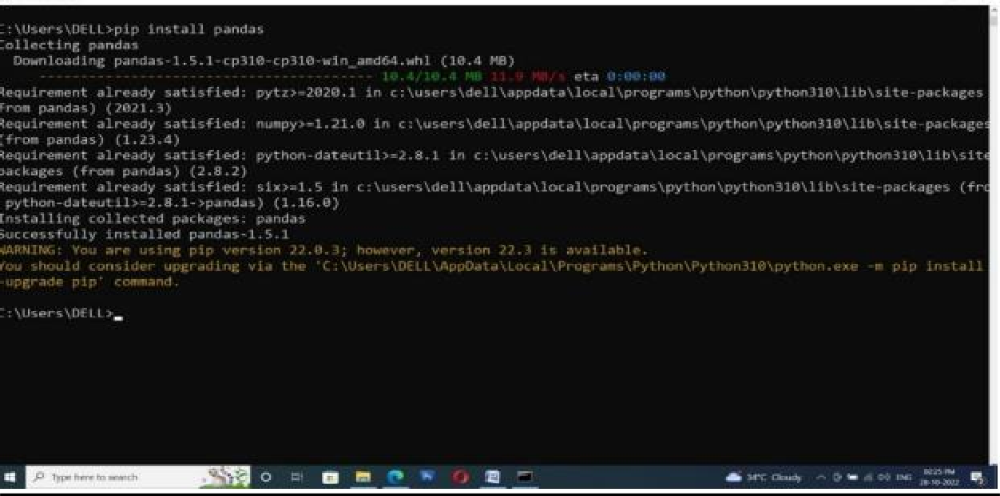 C:\Users\DELL>pip install pandas
Collecting pandas
Downloading pandas-1.5.1-cp310-cp310-win_amd64.whl (10.4 MB)
---------------------------------------- 10.4/10.4 MB 11.9 MB/s eta 0:00:00
Requirement already satisfied: pytz>=2020.1 in c:\users\dell\appdata\local\programs\python\python310\lib\site-packages
from pandas) (2021.3)
Requirement already satisfied: numpy>=1.21.0 in c:\users\dell\appdata\local\programs\python\python310\lib\site-packages
(from pandas) (1.23.4)
Requirement already satisfied: python-dateutil>=2.8.1 in c:\users\dell\appdata\local\programs\python\python310\lib\site
packages (from pandas) (2.8.2)
Requirement already satisfied: six>=1.5 in c:\users\dell\appdata\local\programs\python\python310\lib\site-packages (fro
python-dateutil>=2.8.1->pandas) (1.16.0)
Installing collected packages: pandas
Successfully installed pandas-1.5.1
WARNING: You are using pip version 22.0.3; however, version 22.3 is available.
You should consider upgrading via the 'C:\Users\DELL\AppData\Local\Programs\Python\Python310\python.exe -m pip install
-upgrade pip' command.
C:\Users\DELL>
Type here to search
34°C Cloudy
ENG
02:25 PM
28-10-2022